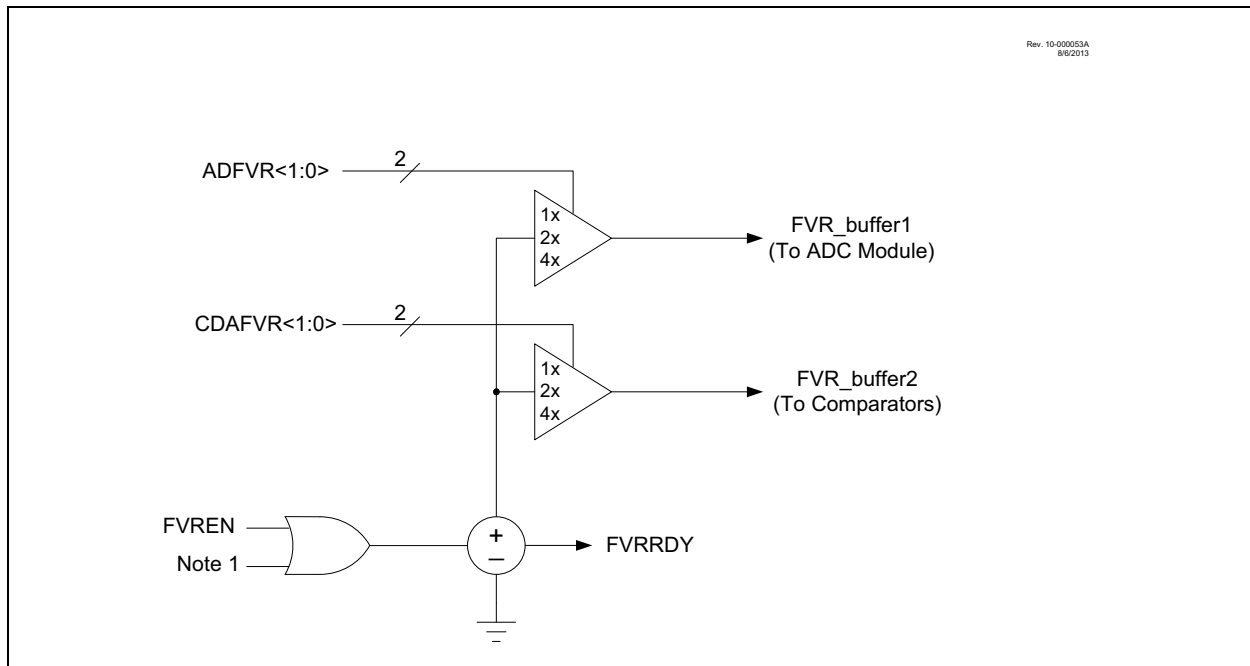 Rev. 10-000053A
8/6/2013
ADFVR<1:0>
2
1x
2x
4x
FVR_buffer1
(To ADC Module)
CDAFVR<1:0>
2
1x
2x
4x
FVR_buffer2
(To Comparators)
FVREN
Note 1
+
–
FVRRDY